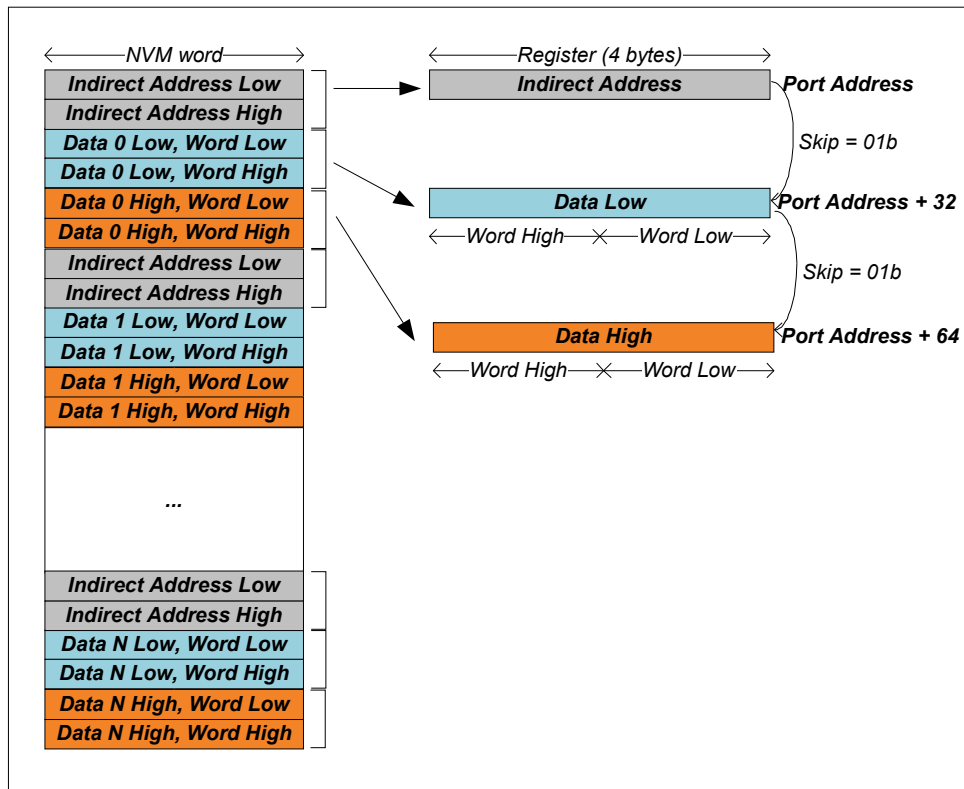 NVM word
Indirect Address Low
Indirect Address High
Data 0 Low, Word Low
Data 0 Low, Word High
Data 0 High, Word Low
Data 0 High, Word High
Indirect Address Low
Indirect Address High
Data 1 Low, Word Low
Data 1 Low, Word High
Data 1 High, Word Low
Data 1 High, Word High
...
Indirect Address Low
Indirect Address High
Data N Low, Word Low
Data N Low, Word High
Data N High, Word Low
Data N High, Word High
Register (4 bytes)
Indirect Address
Port Address
Skip = 01b
Data Low
Port Address + 32
Word High
Word Low
Skip = 01b
Data High
Port Address + 64
Word High
Word Low